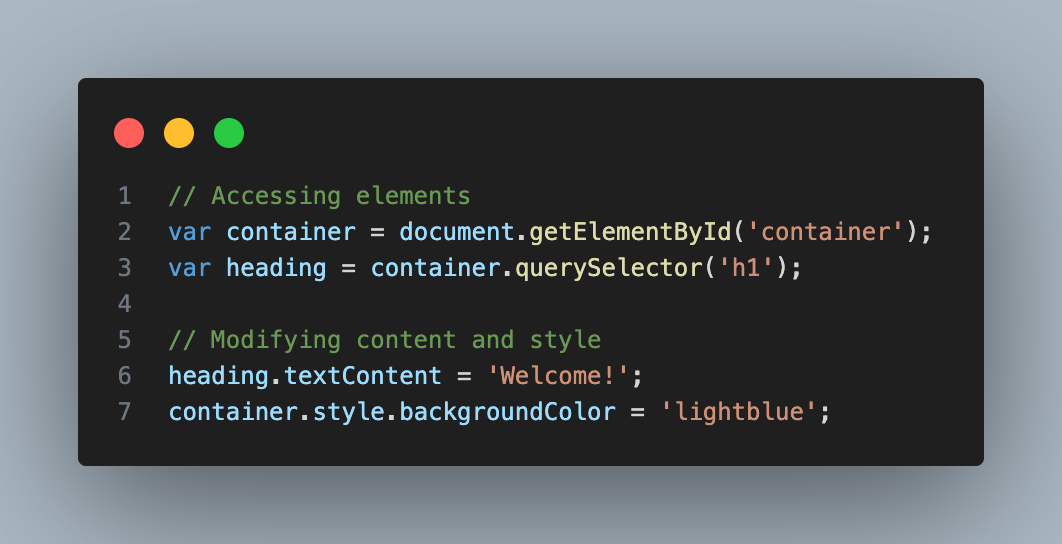 1 // Accessing elements
2 var container = document.getElementById('container');
3 var heading = container.querySelector('h1');
4
5 // Modifying content and style
6 heading.textContent = 'Welcome!';
7 container.style.backgroundColor = 'lightblue';